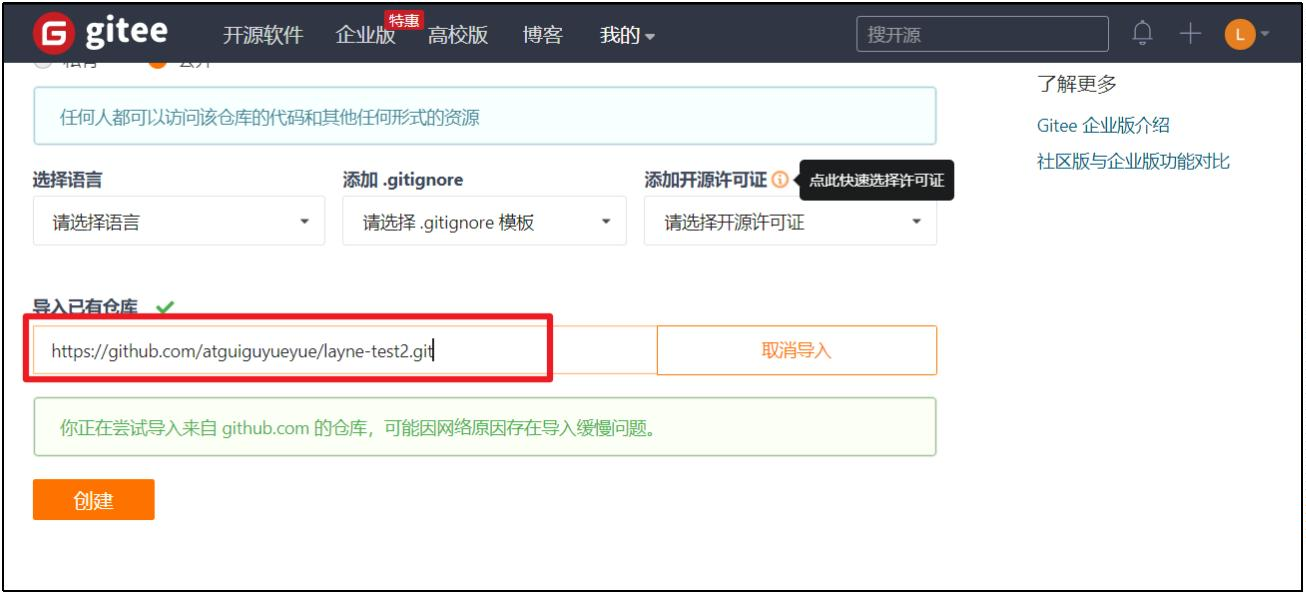 gitee
开源软件 企业版 特惠 高校版 博客 我的 搜开源 L
私有 公开
任何人都可以访问该仓库的代码和其他任何形式的资源
选择语言 添加 .gitignore 添加开源许可证 点此快速选择许可证
请选择语言 请选择 .gitignore 模板 请选择开源许可证
导入已有仓库
https://github.com/atguiguyueyue/layne-test2.git 取消导入
你正在尝试导入来自 github.com 的仓库，可能因网络原因存在导入缓慢问题。
创建
了解更多
Gitee 企业版介绍
社区版与企业版功能对比